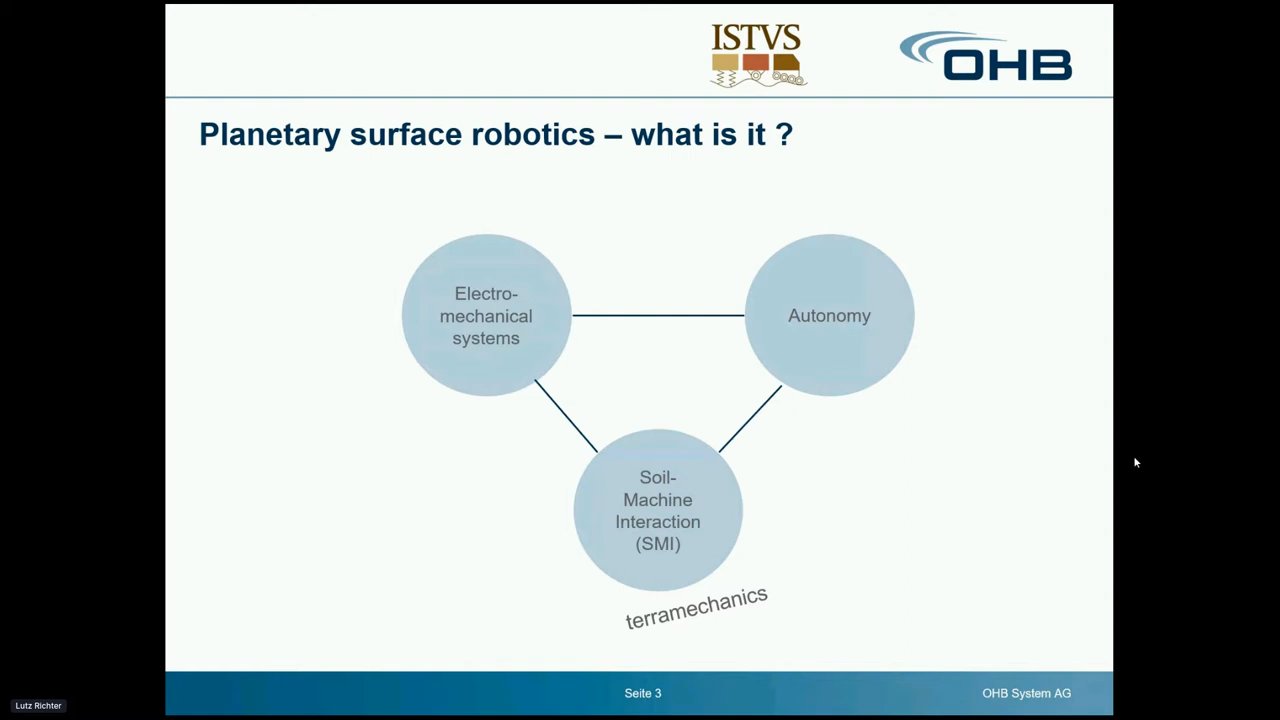 ISTVS
OHB
Planetary surface robotics – what is it ?
Electro-
mechanical
systems
Autonomy
Soil-
Machine
Interaction
(SMI)
terramechanics
Seite 3
OHB System AG
Lutz Richter